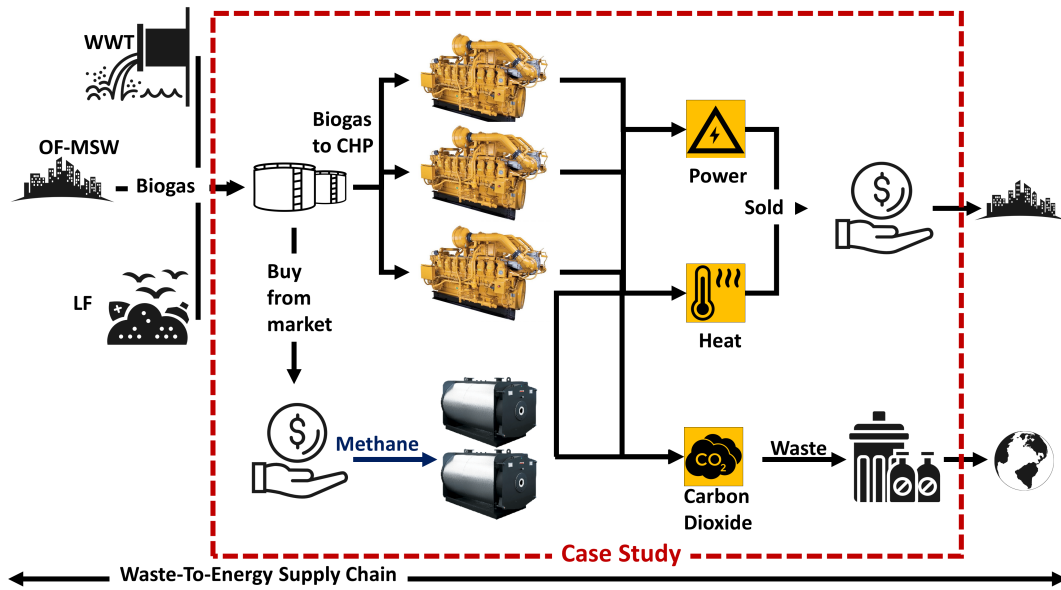 WWT
OF-MSW
Biogas
LF
Biogas
to CHP
Buy
from
market
$
Methane
Power
Sold
Heat
$
CO2
Carbon
Dioxide
Waste
Case Study
Waste-To-Energy Supply Chain